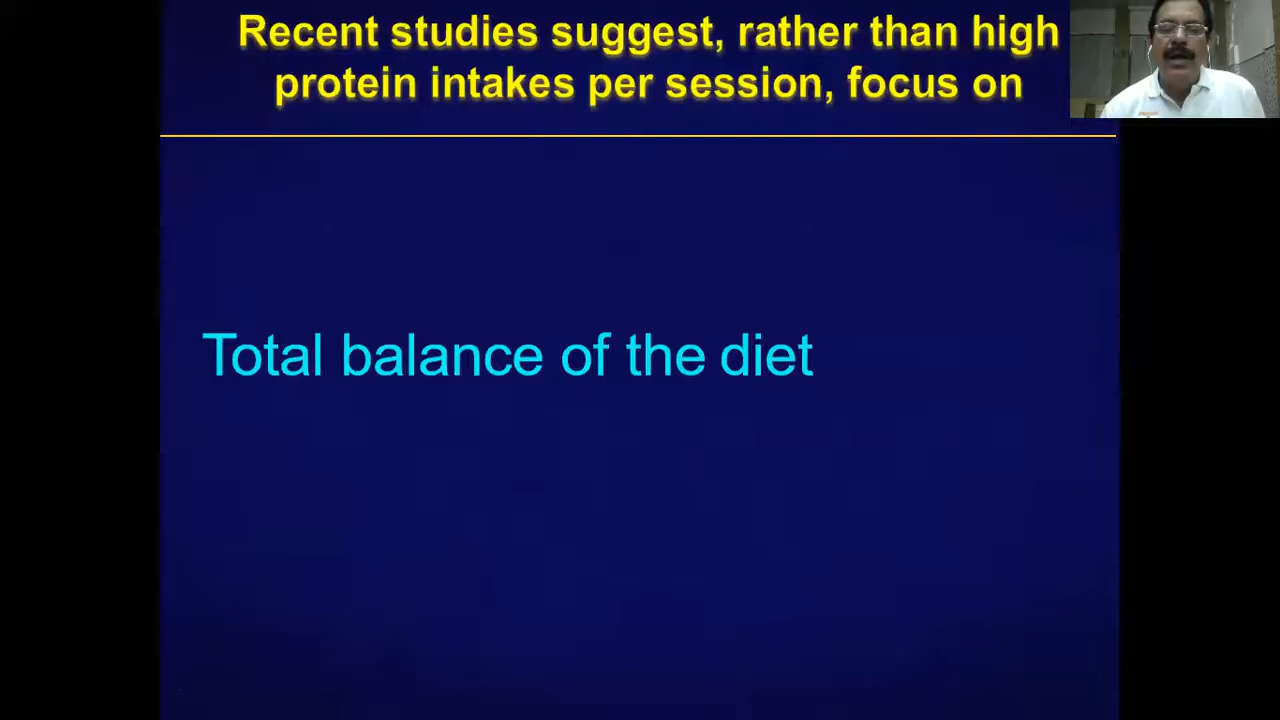 Recent studies suggest, rather than high
protein intakes per session, focus on
Total balance of the diet